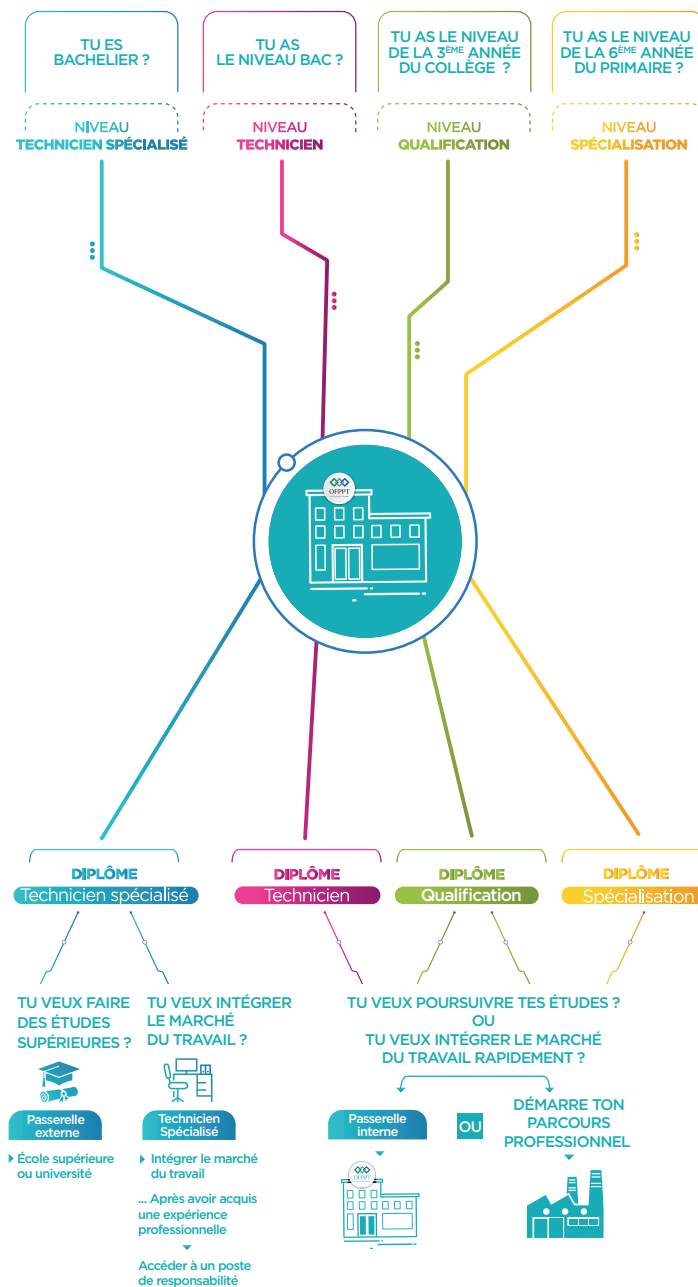 TU ES
BACHELIER ?
TU AS
LE NIVEAU BAC ?
TU AS LE NIVEAU
DE LA 3ÈME ANNÉE
DU COLLÈGE ?
TU AS LE NIVEAU
DE LA 6ÈME ANNÉE
DU PRIMAIRE ?
NIVEAU
TECHNICIEN SPÉCIALISÉ
NIVEAU
TECHNICIEN
NIVEAU
QUALIFICATION
NIVEAU
SPÉCIALISATION
OFPPT
DIPLÔME
Technicien spécialisé
DIPLÔME
Technicien
DIPLÔME
Qualification
DIPLÔME
Spécialisation
TU VEUX FAIRE
DES ÉTUDES
SUPÉRIEURES ?
TU VEUX INTÉGRER
LE MARCHÉ
DU TRAVAIL ?
TU VEUX POURSUIVRE TES ÉTUDES ?
OU
TU VEUX INTÉGRER LE MARCHÉ
DU TRAVAIL RAPIDEMENT ?
Passerelle
externe
École supérieure
ou université
Technicien
Spécialisé
Intégrer le marché
du travail
... Après avoir acquis
une expérience
professionnelle
Accéder à un poste
de responsabilité
Passerelle
interne
OU
DÉMARRE TON
PARCOURS
PROFESSIONNEL
OFPPT